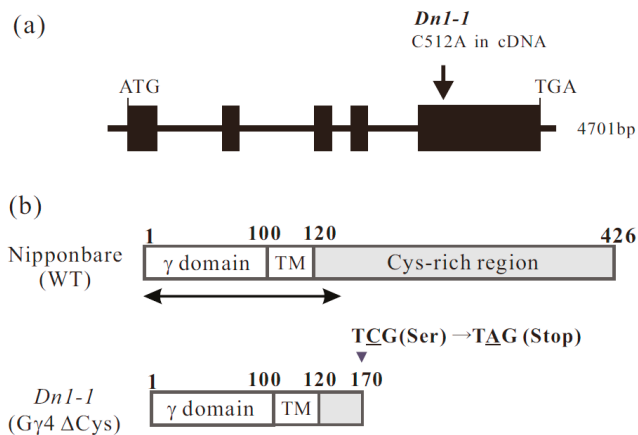 (a)
Dn1-1
C512A in cDNA
ATG
TGA
4701bp
(b)
1 100 120 426
Nipponbare
(WT)
γ domain TM Cys-rich region
TCG(Ser) →TAG (Stop)
1 100 120 170
Dn1-1
(Gγ4 ΔCys)
γ domain TM